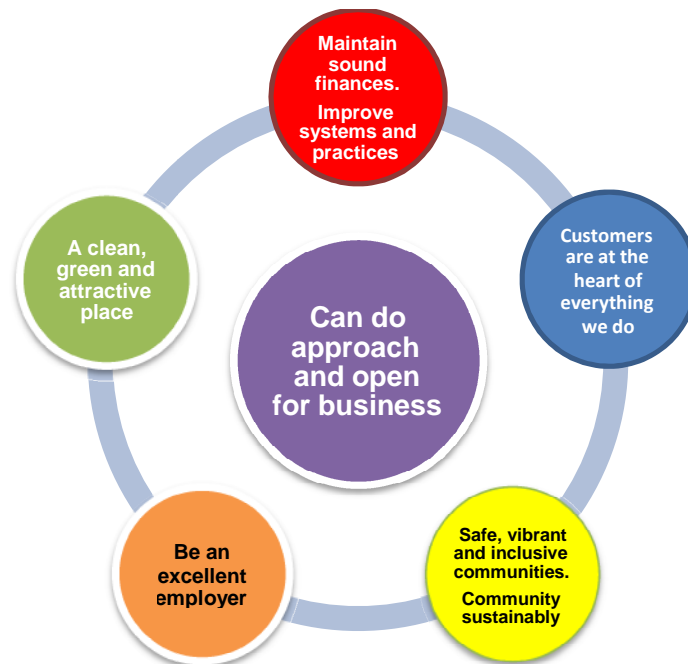 Maintain
sound
finances.
Improve
systems and
practices
Customers
are at the
heart of
everything
we do
Safe, vibrant
and inclusive
communities.
Community
sustainably
Be an
excellent
employer
A clean,
green and
attractive
place
Can do
approach
and open
for business